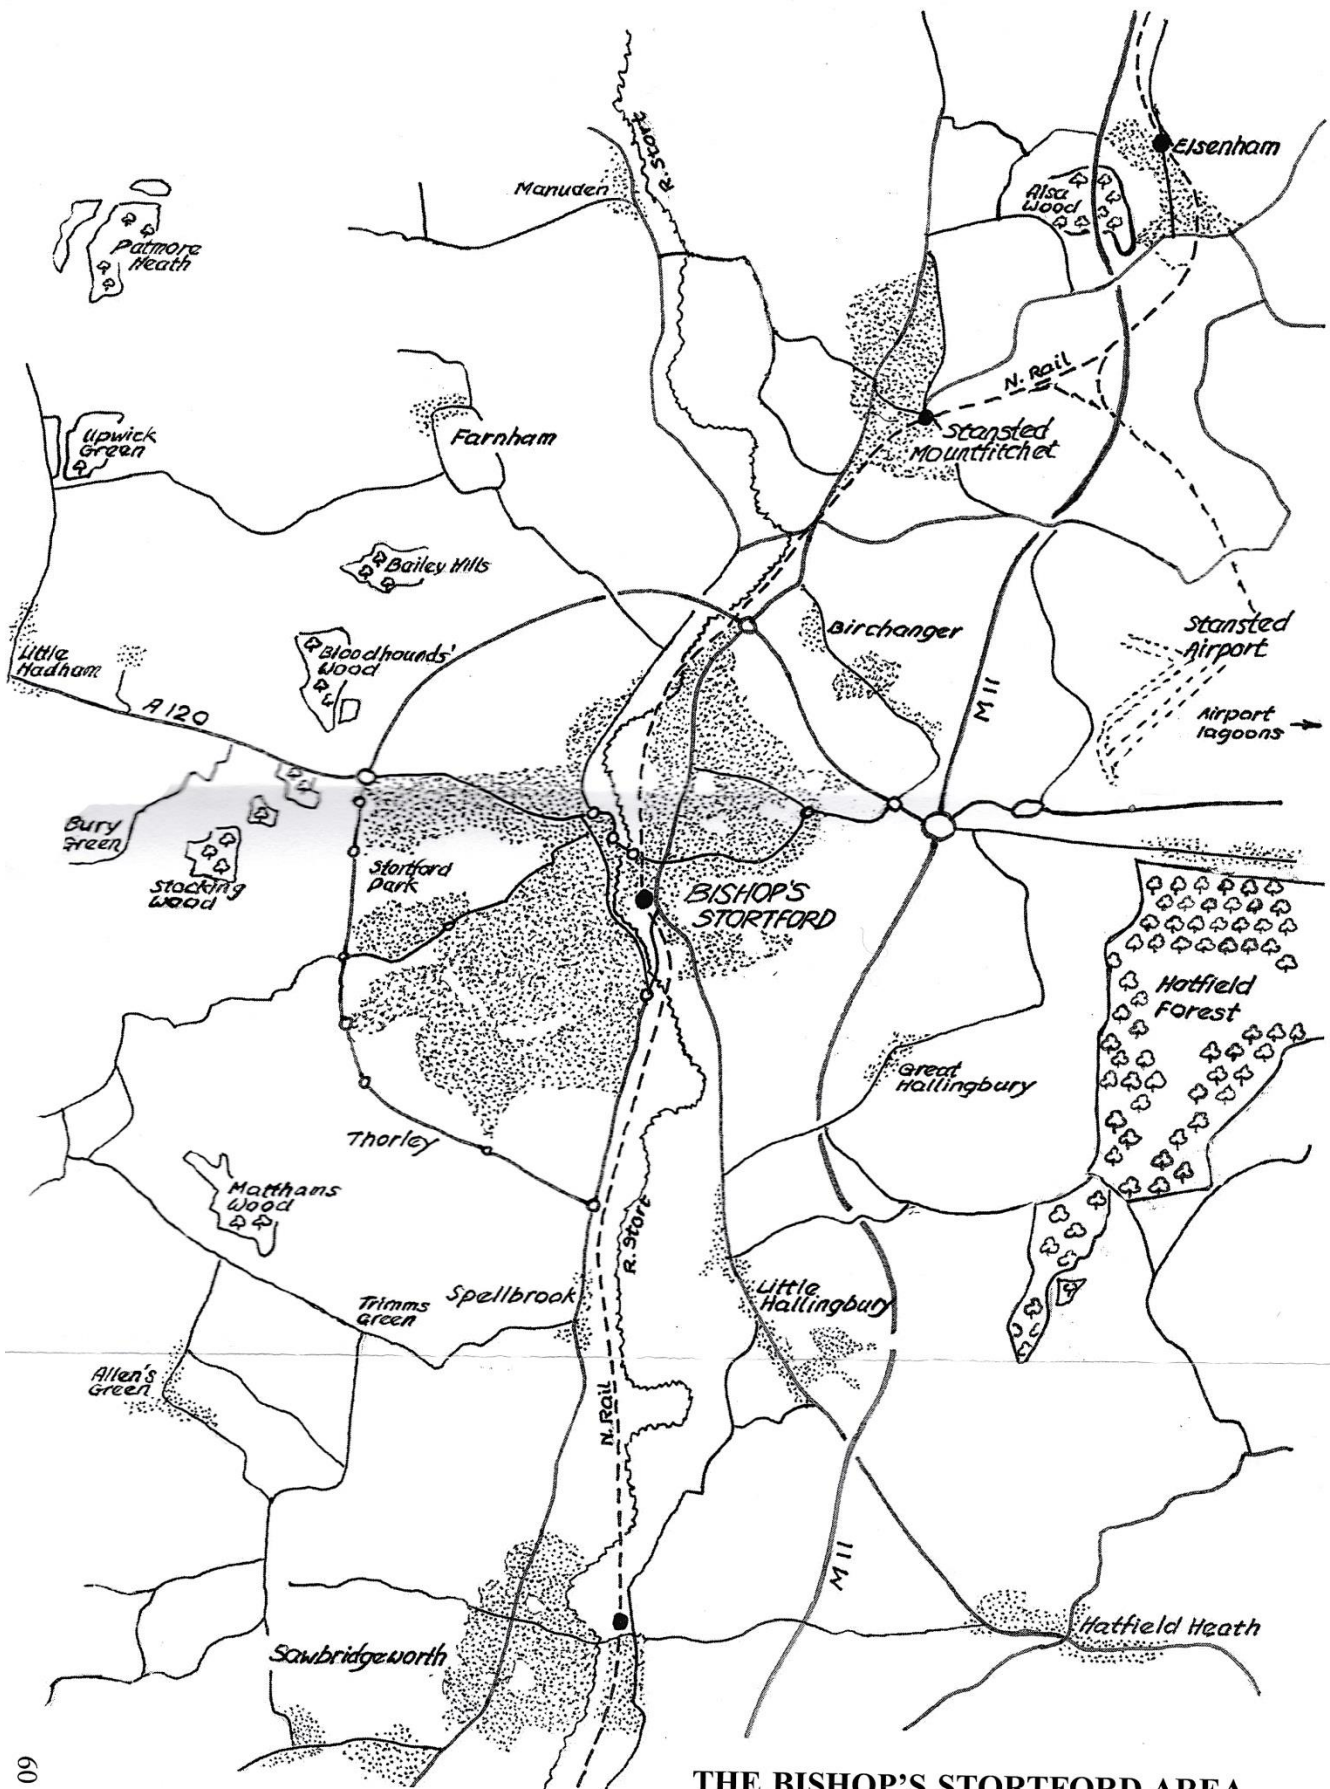 R. Stort
Elsenham
Manuden
Alsa
Wood
Patmore
Heath
N. Rail
Upwick
Green
Farnham
Stansted
Mountfitchet
Bailey Hills
Birchanger
Stansted
Airport
Little
Hadham
Bloodhounds'
Wood
M11
A120
Airport
lagoons
Bury
Green
Stortford
Park
Stocking
Wood
BISHOP'S
STORTFORD
Hatfield
Forest
Great
Hallingbury
Thorley
Matthams
Wood
R. Stort
Spellbrook
Little
Hallingbury
Trimms
Green
Allen's
Green
N. Rail
M11
Hatfield Heath
Sawbridgeworth
60
THE BISHOP'S STORTFORD AREA